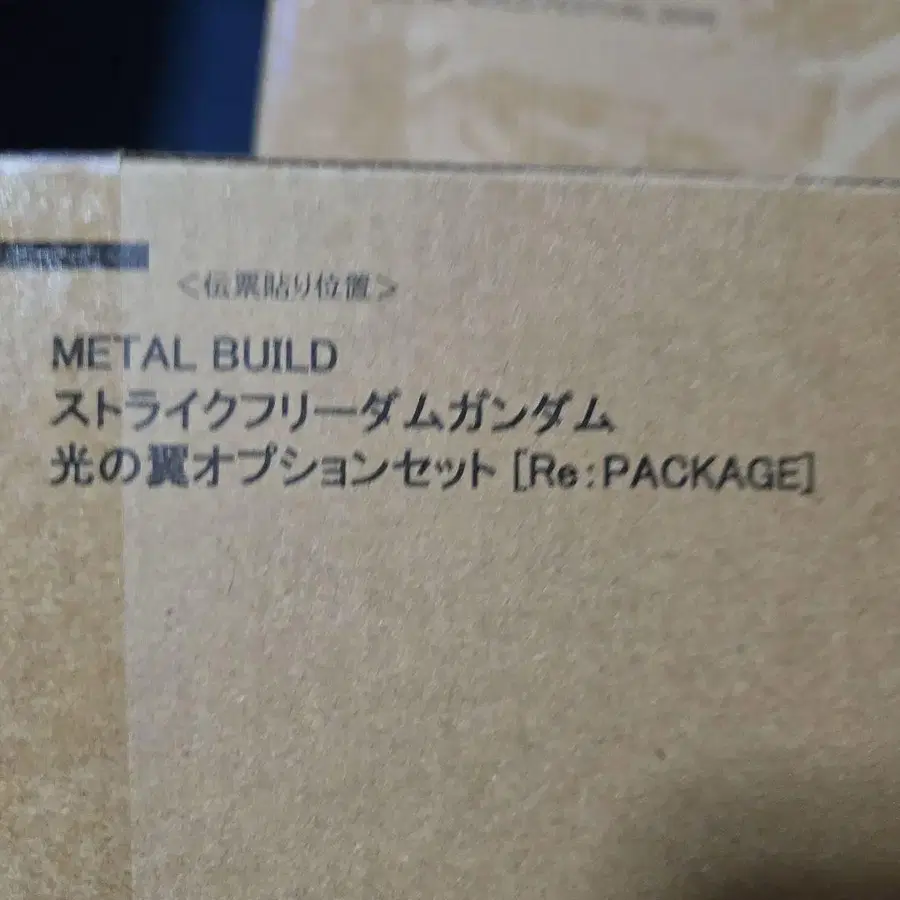 <伝票貼り位置>
METAL BUILD
ストライクフリーダムガンダム
光の翼オプションセット [Re:PACKAGE]